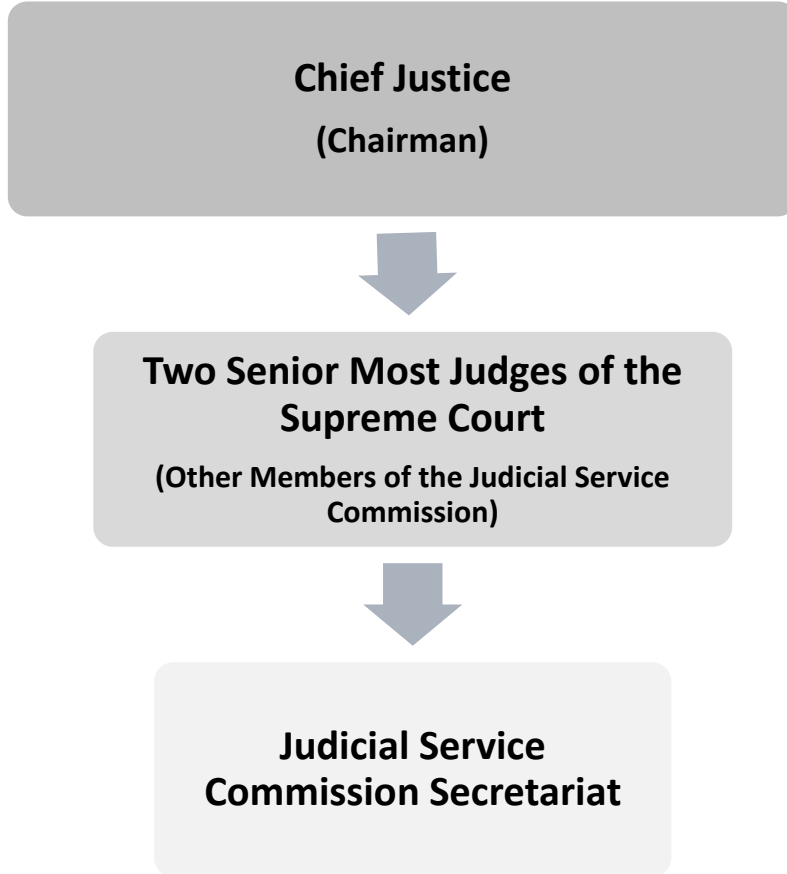 Chief Justice
(Chairman)
Two Senior Most Judges of the
Supreme Court
(Other Members of the Judicial Service
Commission)
Judicial Service
Commission Secretariat